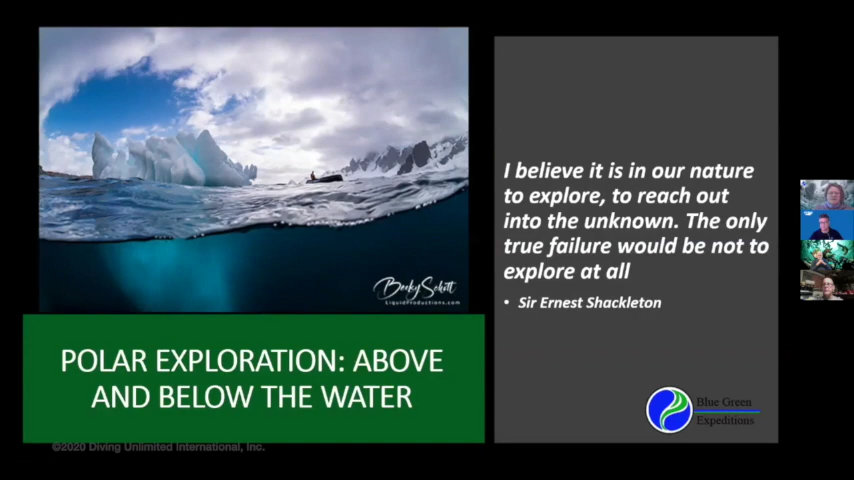 Becky Schott
LiquidProductions.com
POLAR EXPLORATION: ABOVE
AND BELOW THE WATER
©2020 Diving Unlimited International, Inc.
I believe it is in our nature
to explore, to reach out
into the unknown. The only
true failure would be not to
explore at all
• Sir Ernest Shackleton
Blue Green
Expeditions